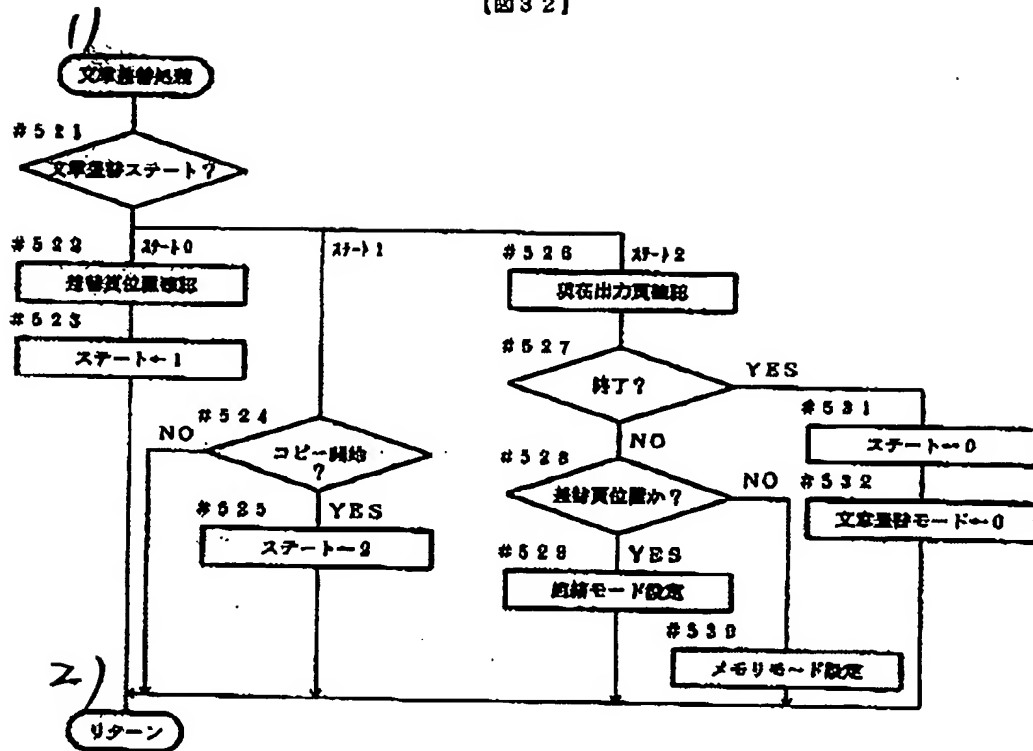 【図32】
1)
文章差替処理
#521
文章差替ステート?
#522
ステート0
差替頁位置確認
#523
ステート←1
ステート1
#524
コピー開始
?
NO
YES
#525
ステート←2
#526
ステート2
現在出力頁確認
#527
終了?
YES
NO
#528
差替頁位置か?
NO
YES
#529
モード設定
#530
メモリモード設定
#531
ステート←0
#532
文章差替モード←0
2)
リターン